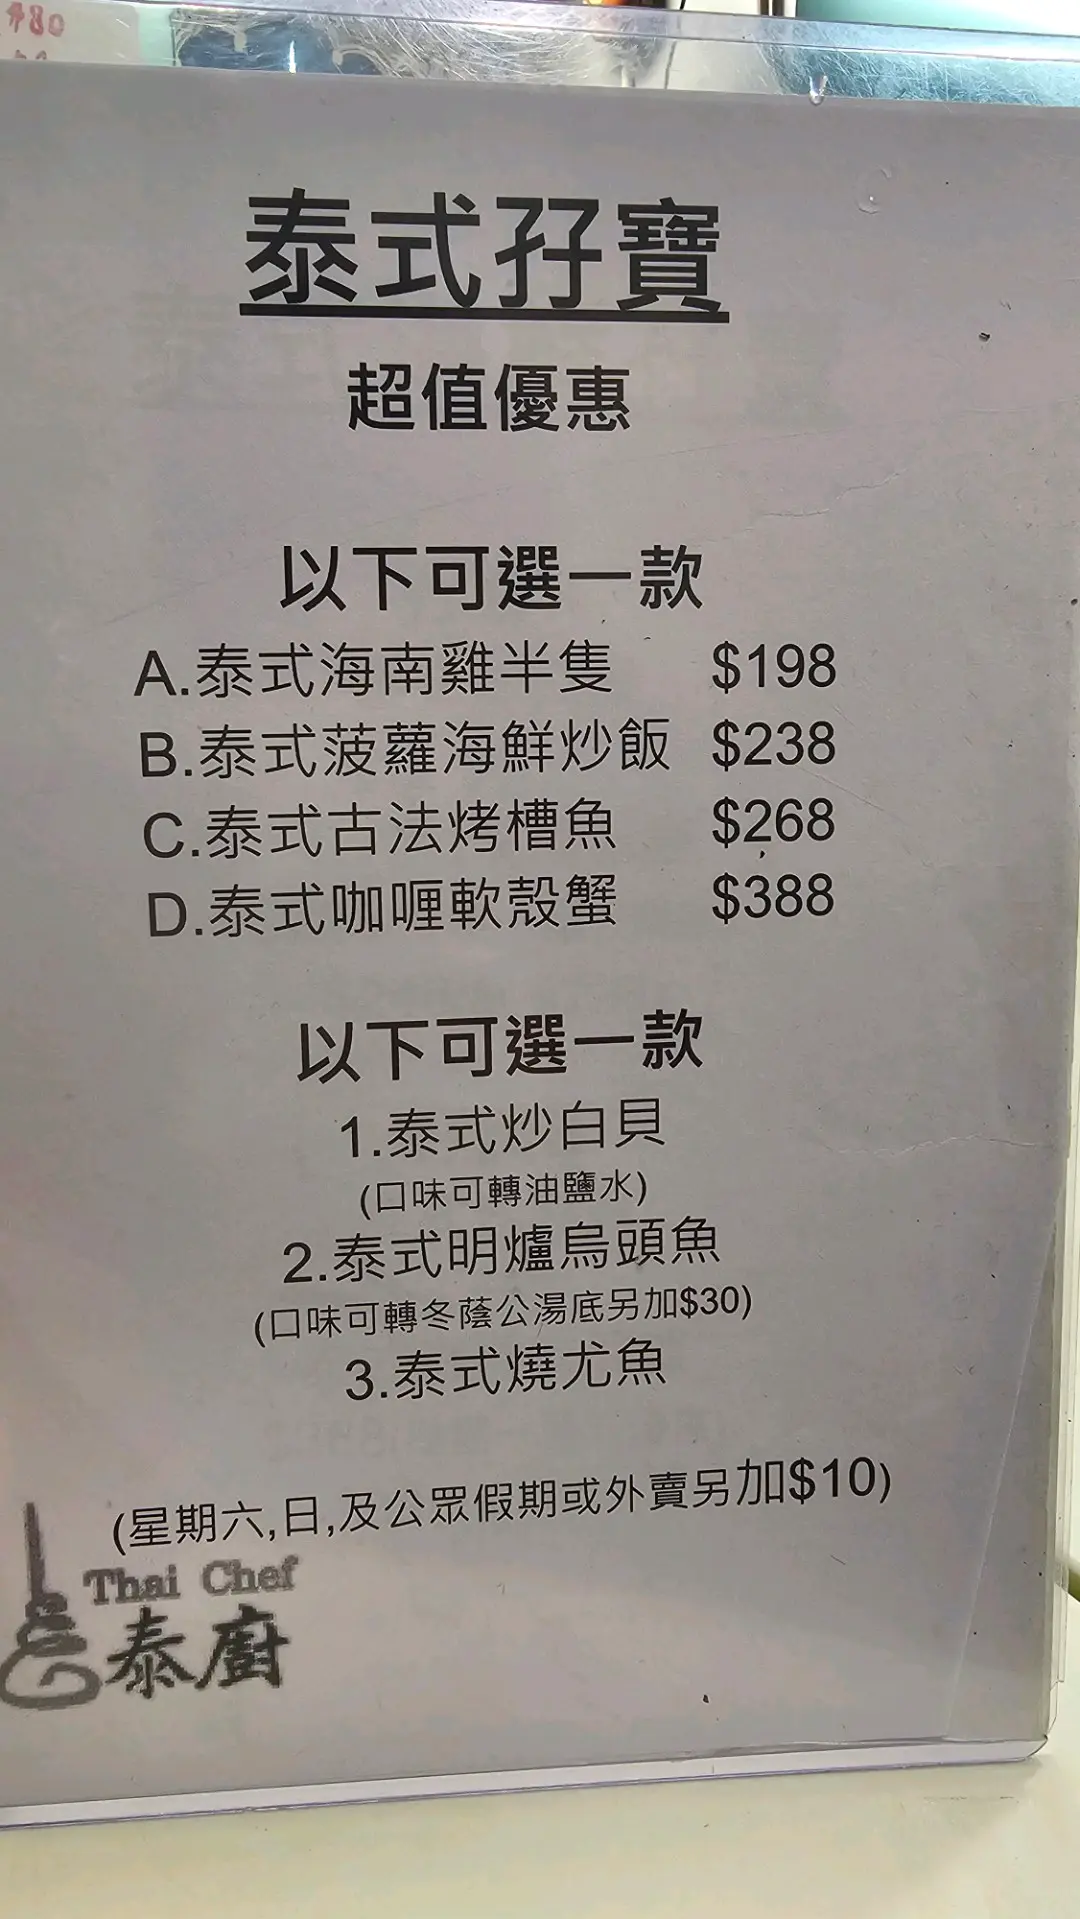 480
泰式孖寶
超值優惠
以下可選一款
A.泰式海南雞半隻 $198
B.泰式菠蘿海鮮炒飯 $238
C.泰式古法烤槽魚 $268
D.泰式咖喱軟殼蟹 $388
以下可選一款
1.泰式炒白貝
(口味可轉油鹽水)
2.泰式明爐烏頭魚
(口味可轉冬蔭公湯底另加$30)
3.泰式燒尤魚
(星期六,日,及公眾假期或外賣另加$10)
Thai Chef
泰廚